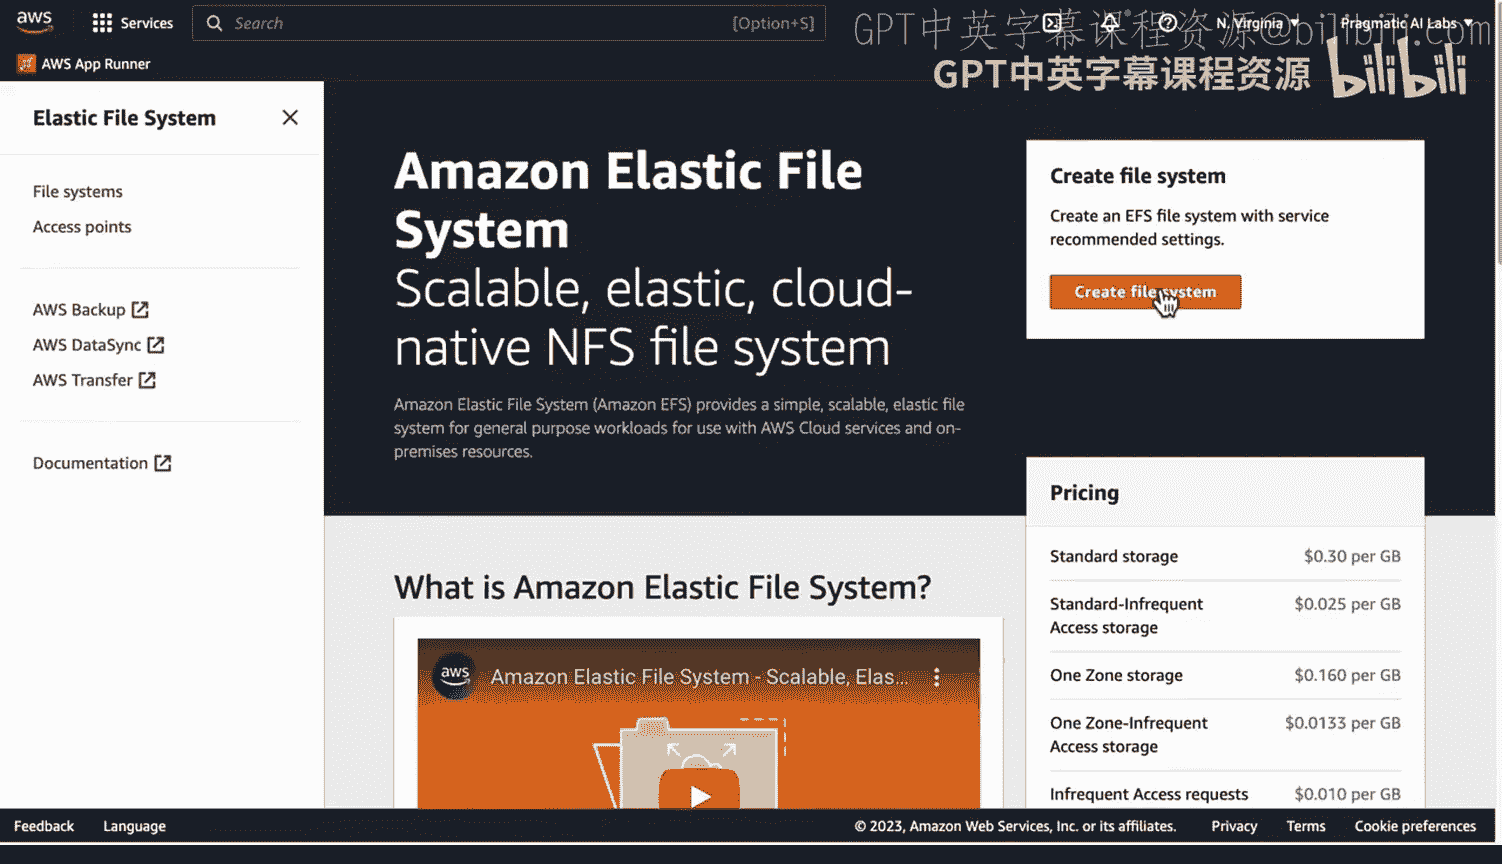 aws
Services
Search
[Option+S]
N. Virginia
Pragmatic AI Labs
GPT中英字幕课程资源@bilibili.com
GPT中英字幕课程资源 bilibili
AWS App Runner
Elastic File System
File systems
Access points
AWS Backup
AWS DataSync
AWS Transfer
Documentation
Amazon Elastic File
System
Scalable, elastic, cloud-
native NFS file system
Amazon Elastic File System (Amazon EFS) provides a simple, scalable, elastic file
system for general purpose workloads for use with AWS Cloud services and on-
premises resources.
Create file system
Create an EFS file system with service
recommended settings.
Create file system
What is Amazon Elastic File System?
aws
Amazon Elastic File System - Scalable, Elas...
Pricing
Standard storage $0.30 per GB
Standard-Infrequent $0.025 per GB
Access storage
One Zone storage $0.160 per GB
One Zone-Infrequent $0.0133 per GB
Access storage
Infrequent Access requests $0.010 per GB
Feedback
Language
© 2023, Amazon Web Services, Inc. or its affiliates.
Privacy
Terms
Cookie preferences